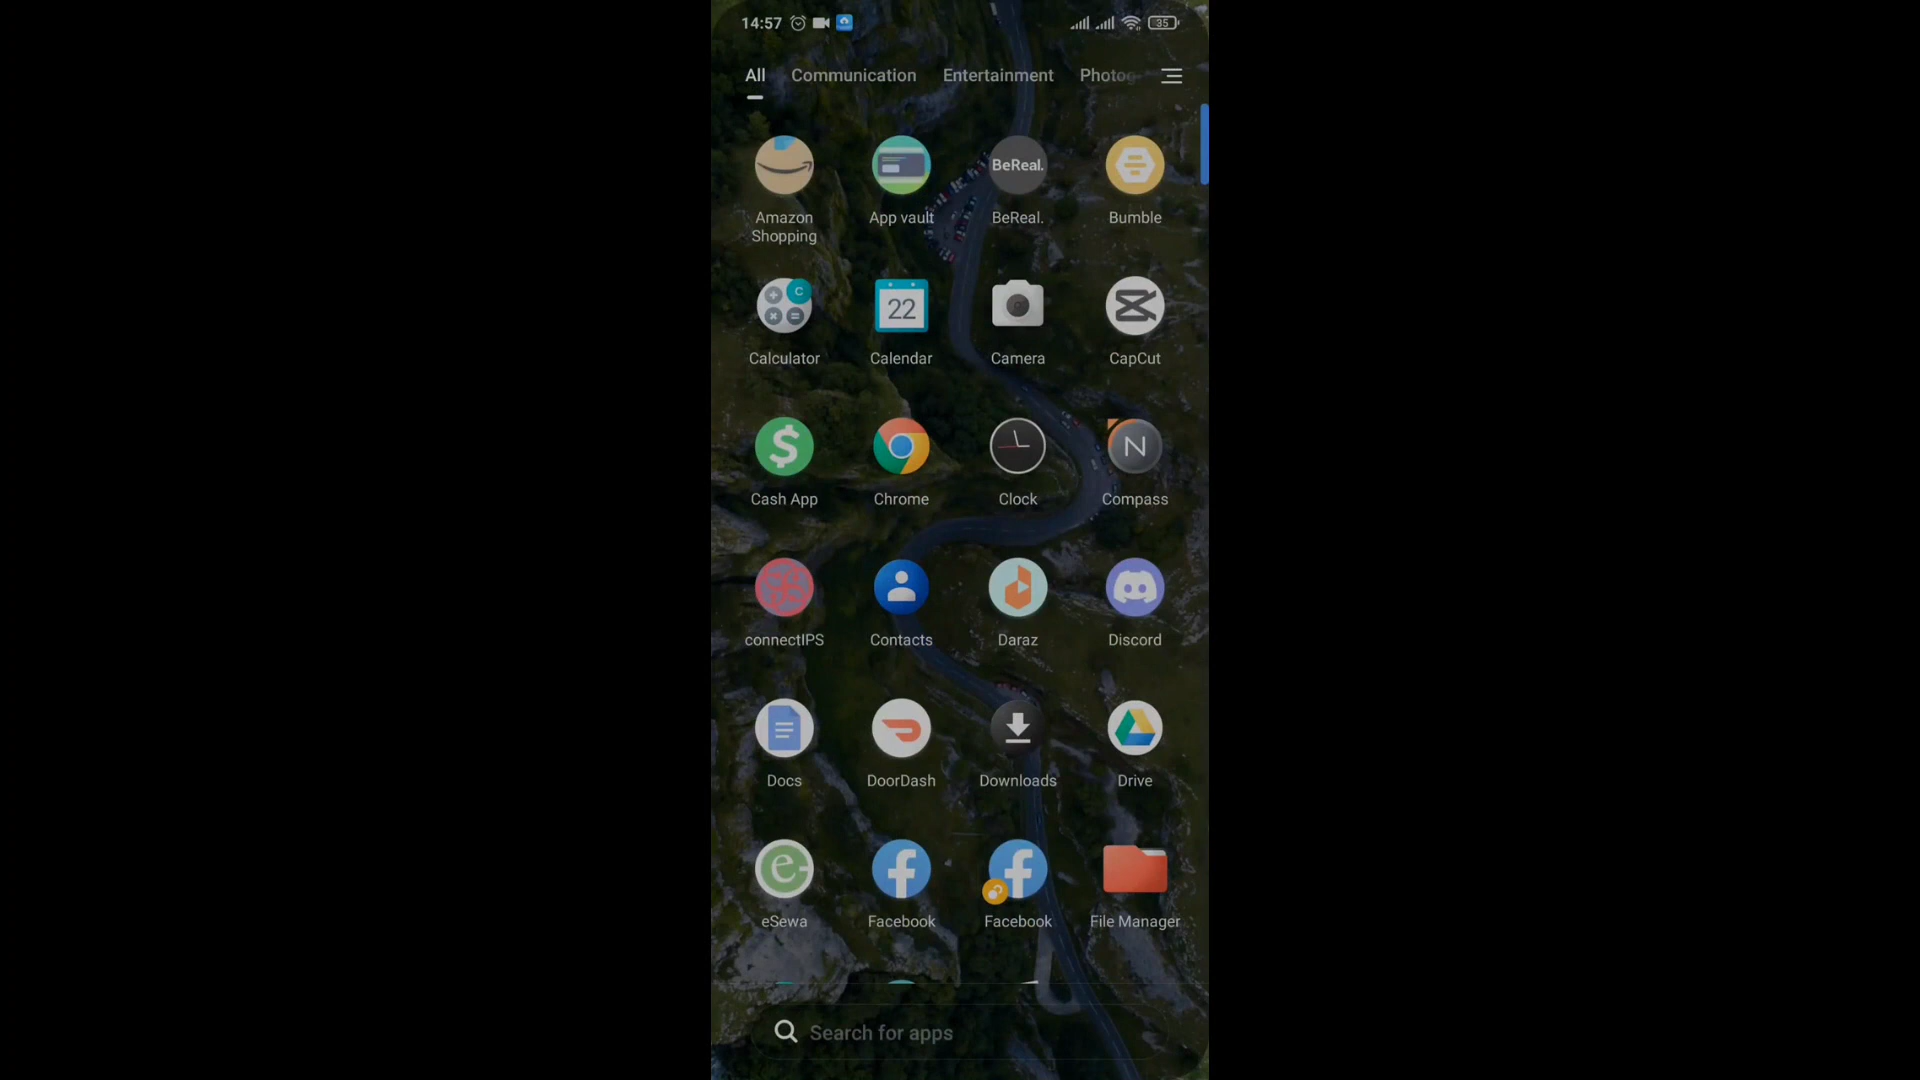 14:57 35
All Communication Entertainment Photog
BeReal.
Amazon
Shopping
App vault
BeReal.
Bumble
C
22
Calculator
Calendar
Camera
CapCut
N
Cash App
Chrome
Clock
Compass
connectIPS
Contacts
Daraz
Discord
Docs
DoorDash
Downloads
Drive
eSewa
Facebook
Facebook
File Manager
Search for apps